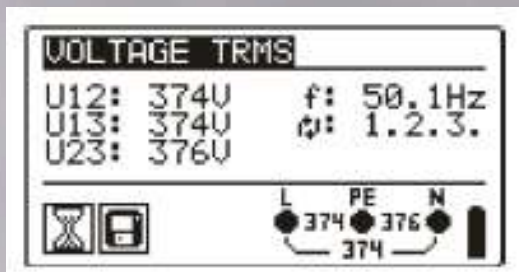 VOLTAGE TRMS
U12: 374V f: 50.1Hz
U13: 374V 1.2.3.
U23: 376V
L PE N
374 376
374